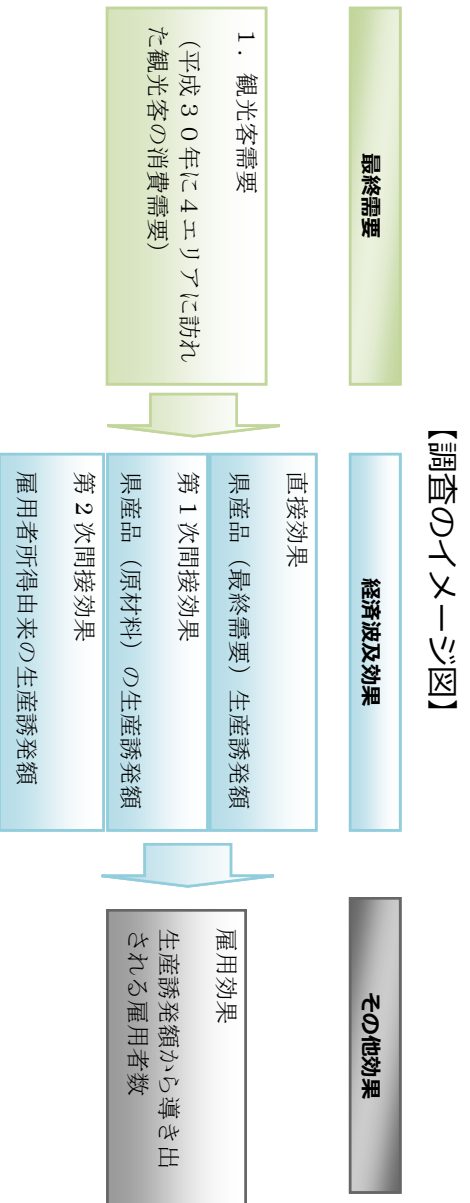 【調査のイメージ図】
最終需要
1．観光客需要
（平成３０年に４エリアに訪れ
た観光客の消費需要）
経済波及効果
直接効果
県産品（最終需要）生産誘発額
第１次間接効果
県産品（原材料）の生産誘発額
第２次間接効果
雇用者所得由来の生産誘発額
その他効果
雇用効果
生産誘発額から導き出
される雇用者数